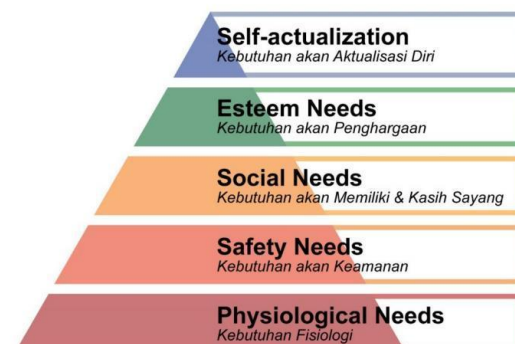 Self-actualization
Kebutuhan akan Aktualisasi Diri
Esteem Needs
Kebutuhan akan Penghargaan
Social Needs
Kebutuhan akan Memiliki & Kasih Sayang
Safety Needs
Kebutuhan akan Keamanan
Physiological Needs
Kebutuhan Fisiologi